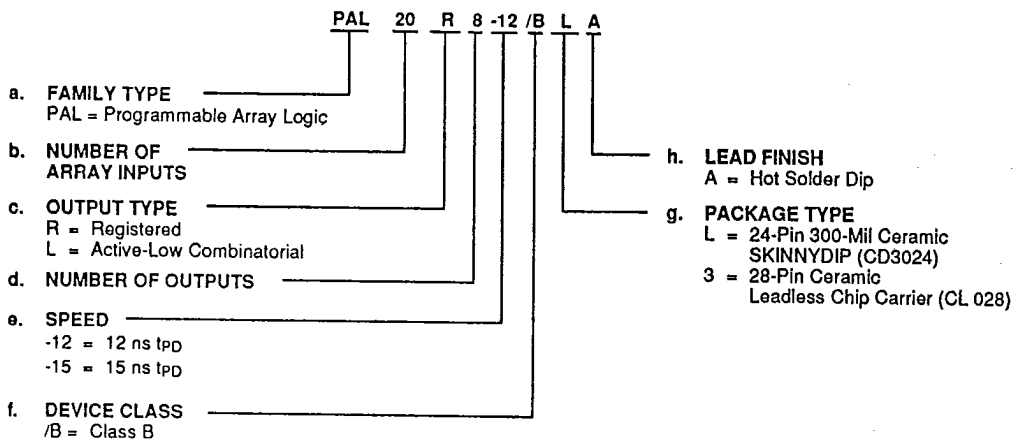 PAL 20 R 8 -12 /B L A
a. FAMILY TYPE
PAL = Programmable Array Logic
b. NUMBER OF
ARRAY INPUTS
c. OUTPUT TYPE
R = Registered
L = Active-Low Combinatorial
d. NUMBER OF OUTPUTS
e. SPEED
-12 = 12 ns tPD
-15 = 15 ns tPD
f. DEVICE CLASS
/B = Class B
h. LEAD FINISH
A = Hot Solder Dip
g. PACKAGE TYPE
L = 24-Pin 300-Mil Ceramic
SKINNYDIP (CD3024)
3 = 28-Pin Ceramic
Leadless Chip Carrier (CL 028)